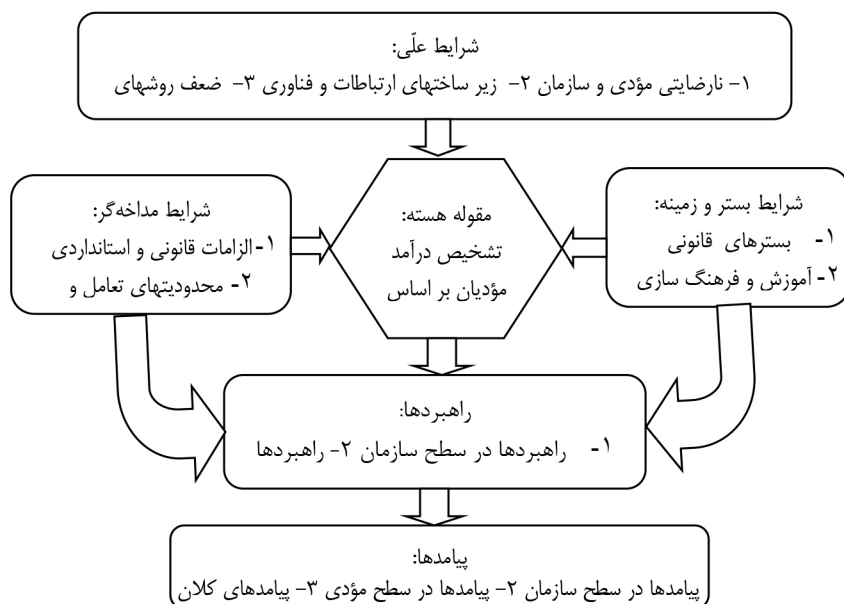 شرایط علّی:
۱- نارضایتی مؤدی و سازمان ۲- زیر ساختهای ارتباطات و فناوری ۳- ضعف روشهای
شرایط بستر و زمینه:
۱- بسترهای قانونی
۲- آموزش و فرهنگ سازی
مقوله هسته:
تشخیص درآمد
مؤدیان بر اساس
شرایط مداخه‌گر:
۱- الزامات قانونی و استانداردی
۲- محدودیتهای تعامل و
راهبردها:
۱- راهبردها در سطح سازمان ۲- راهبردها
پیامدها:
پیامدها در سطح سازمان ۲- پیامدها در سطح مؤدی ۳- پیامدهای کلان